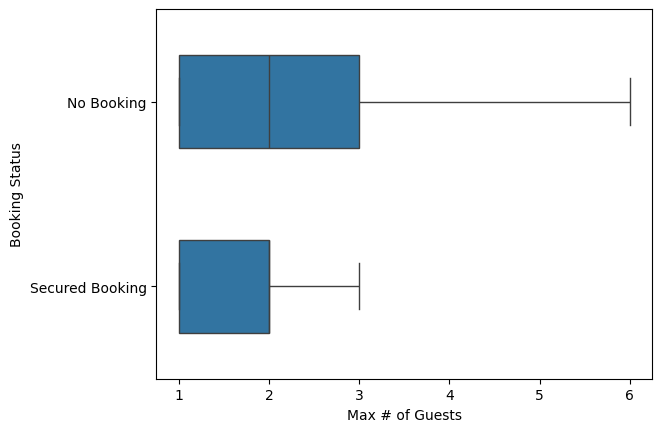 Booking Status
No Booking
Secured Booking
1 2 3 4 5 6
Max # of Guests